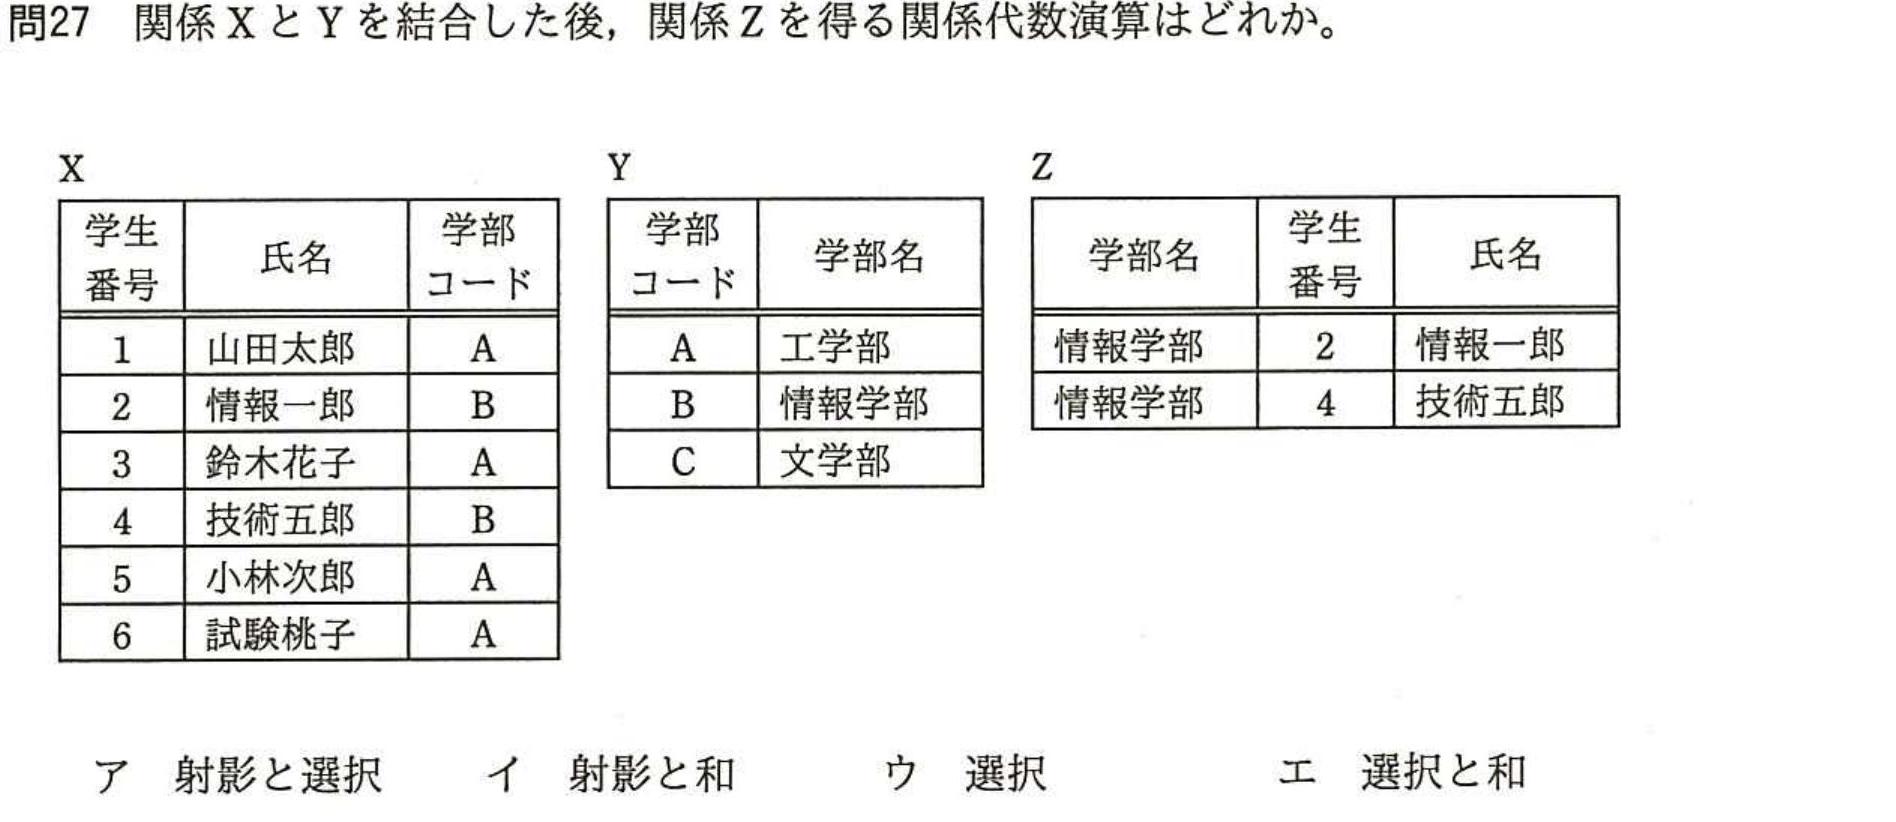 問27 関係XとYを結合した後，関係Zを得る関係代数演算はどれか。
X
学生番号 氏名 学部コード
1 山田太郎 A
2 情報一郎 B
3 鈴木花子 A
4 技術五郎 B
5 小林次郎 A
6 試験桃子 A
Y
学部コード 学部名
A 工学部
B 情報学部
C 文学部
Z
学部名 学生番号 氏名
情報学部 2 情報一郎
情報学部 4 技術五郎
ア 射影と選択 イ 射影と和 ウ 選択 エ 選択と和